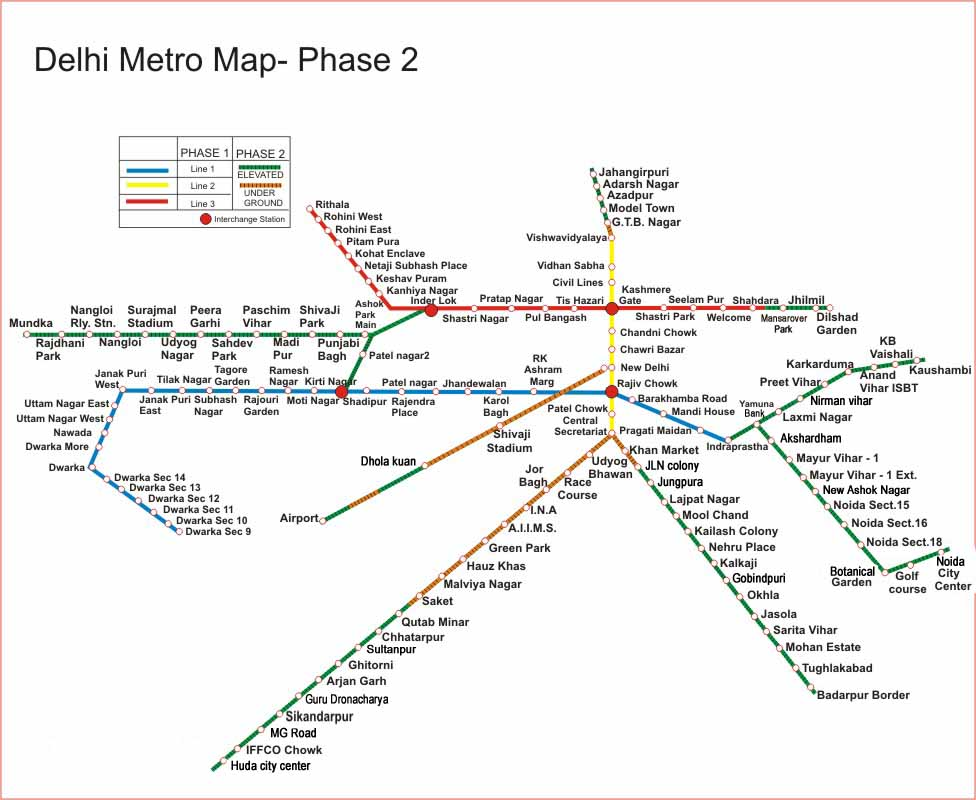 Delhi Metro Map- Phase 2
PHASE 1
PHASE 2
Line 1
Line 2
Line 3
ELEVATED
UNDER
GROUND
Interchange Station
Jahangirpuri
Adarsh Nagar
Azadpur
Model Town
G.T.B. Nagar
Vishwavidyalaya
Vidhan Sabha
Civil Lines
Kashmere
Gate
Rithala
Rohini West
Rohini East
Pitam Pura
Kohat Enclave
Netaji Subhash Place
Keshav Puram
Kanhiya Nagar
Inder Lok
Shastri Nagar
Pratap Nagar
Pul Bangash
Tis Hazari
Shastri Park
Seelam Pur
Welcome
Shahdara
Mansarover
Park
Jhilmil
Dilshad
Garden
Mundka
Rajdhani
Park
Nangloi
Rly. Stn.
Nangloi
Surajmal
Stadium
Udyog
Nagar
Peera
Garhi
Sahdev
Park
Paschim
Vihar
Madi
Pur
ShivaJi
Park
Punjabi
Bagh
Ashok
Park
Main
Patel nagar2
Chandni Chowk
Chawri Bazar
New Delhi
Rajiv Chowk
Patel Chowk
Central
Secretariat
Udyog
Bhawan
Race
Course
Jor
Bagh
I.N.A
A.I.I.M.S.
Green Park
Hauz Khas
Malviya Nagar
Saket
Qutab Minar
Chhatarpur
Sultanpur
Ghitorni
Arjan Garh
Guru Dronacharya
Sikandarpur
MG Road
IFFCO Chowk
Huda city center
Janak Puri
West
Janak Puri
East
Tilak Nagar
Subhash
Nagar
Tagore
Garden
Rajouri
Garden
Ramesh
Nagar
Moti Nagar
Kirti Nagar
Shadipur
Patel nagar
Rajendra
Place
Jhandewalan
Karol
Bagh
RK
Ashram
Marg
Barakhamba Road
Mandi House
Pragati Maidan
Indraprastha
Uttam Nagar East
Uttam Nagar West
Nawada
Dwarka More
Dwarka
Dwarka Sec 14
Dwarka Sec 13
Dwarka Sec 12
Dwarka Sec 11
Dwarka Sec 10
Dwarka Sec 9
Shivaji
Stadium
Dhola kuan
Airport
Khan Market
JLN colony
Jungpura
Lajpat Nagar
Mool Chand
Kailash Colony
Nehru Place
Kalkaji
Gobindpuri
Okhla
Jasola
Sarita Vihar
Mohan Estate
Tughlakabad
Badarpur Border
Yamuna
Bank
Laxmi Nagar
Nirman vihar
Preet Vihar
Karkarduma
Anand
Vihar ISBT
KB
Vaishali
Kaushambi
Akshardham
Mayur Vihar - 1
Mayur Vihar - 1 Ext.
New Ashok Nagar
Noida Sect.15
Noida Sect.16
Noida Sect.18
Botanical
Garden
Golf
course
Noida
City
Center